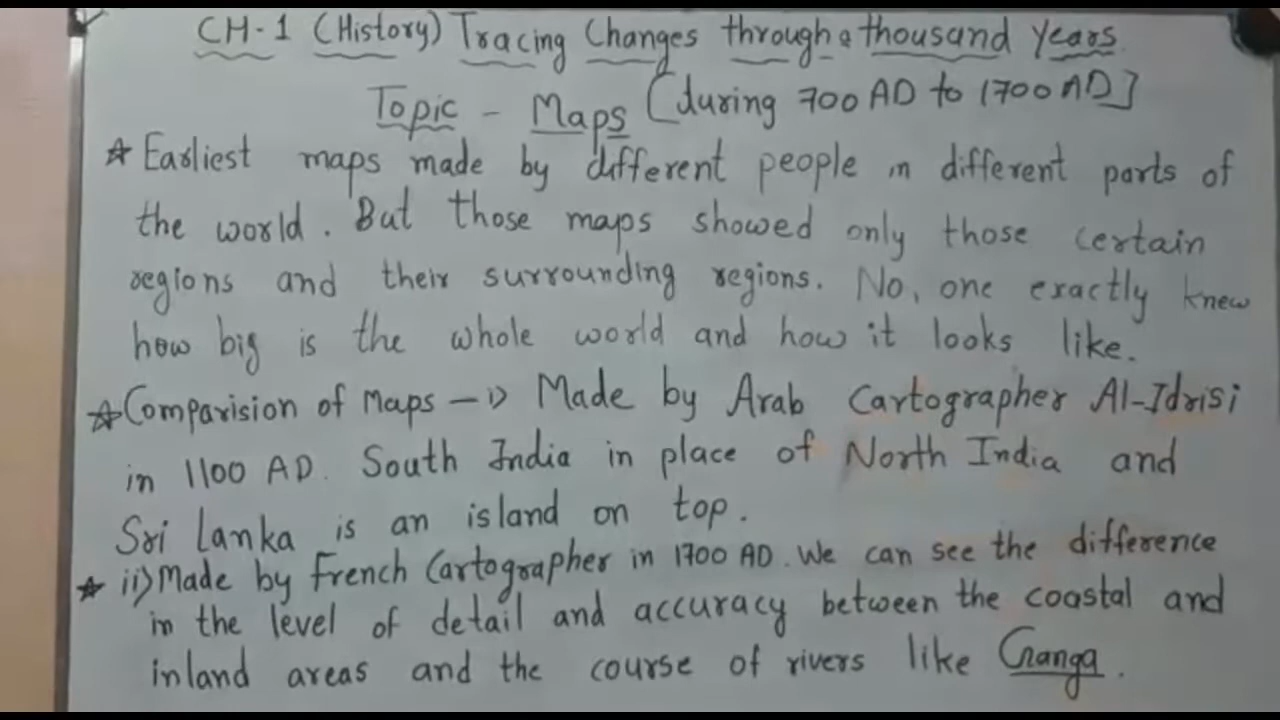 CH-1 (History) Tracing Changes through a thousand years.
Topic - Maps [during 700 AD to 1700 AD]
☆ Earliest maps made by different people in different parts of
the world. But those maps showed only those certain
regions and their surrounding regions. No, one exactly knew
how big is the whole world and how it looks like.
☆ Comparision of Maps - i) Made by Arab Cartographer Al-Idrisi
in 1100 AD. South India in place of North India and
Sri Lanka is an island on top.
☆ ii) Made by French Cartographer in 1700 AD. We can see the difference
in the level of detail and accuracy between the coastal and
inland areas and the course of rivers like Ganga.